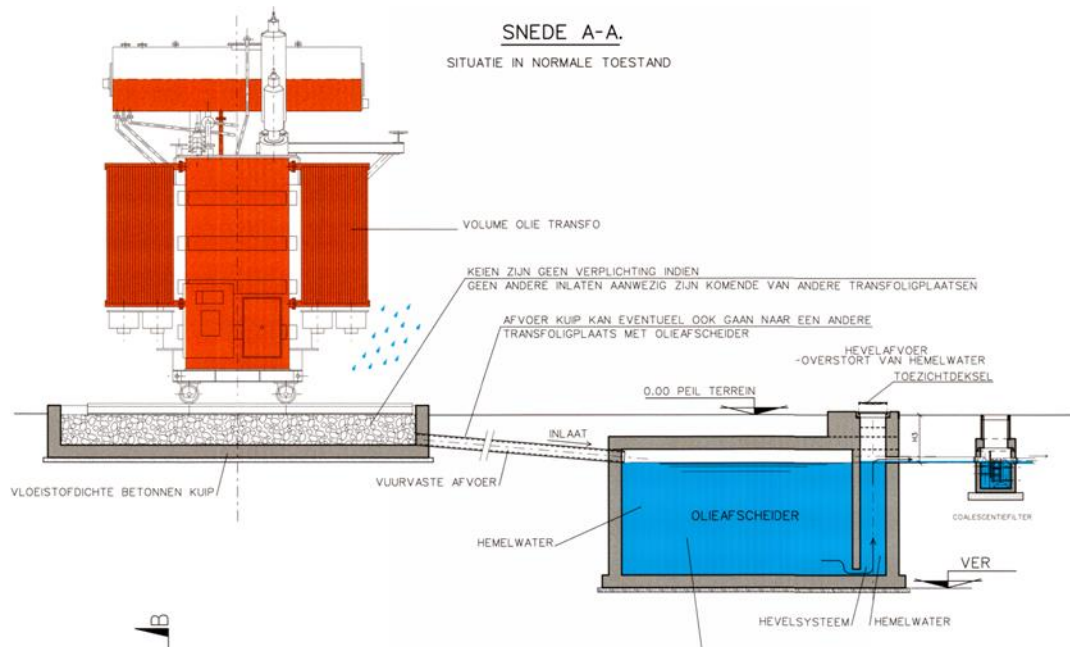 SNEDE A-A.
SITUATIE IN NORMALE TOESTAND
VOLUME OLIE TRANSFO
KEIEN ZIJN GEEN VERPLICHTING INDIEN
GEEN ANDERE INLATEN AANWEZIG ZIJN KOMENDE VAN ANDERE TRANSFOLIGPLAATSEN
AFVOER KUIP KAN EVENTUEEL OOK GAAN NAAR EEN ANDERE
TRANSFOLIGPLAATS MET OLIEAFSCHEIDER
HEVELAFVOER
-OVERSTORT VAN HEMELWATER
TOEZICHTDEKSEL
0.00 PEIL TERREIN
INLAAT
H3
VLOEISTOFDICHTE BETONNEN KUIP
VUURVASTE AFVOER
OLIEAFSCHEIDER
COALESCENTIEFILTER
HEMELWATER
VER
HEVELSYSTEEM
HEMELWATER
B